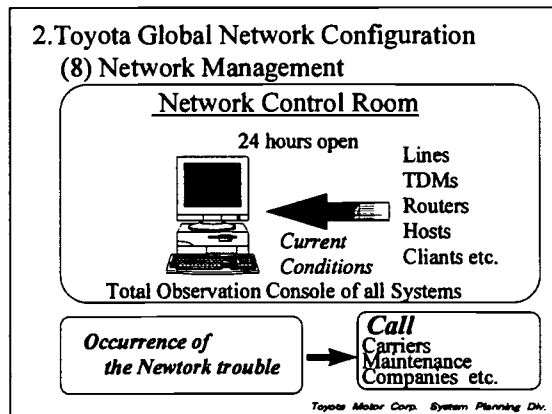 2.Toyota Global Network Configuration
(8) Network Management
Network Control Room
24 hours open
Lines
TDMs
Routers
Hosts
Cliants etc.
Current
Conditions
Total Observation Console of all Systems
Occurrence of
the Newtork trouble
Call
Carriers
Maintenance
Companies etc.
Toyota Motor Corp. System Planning Div.